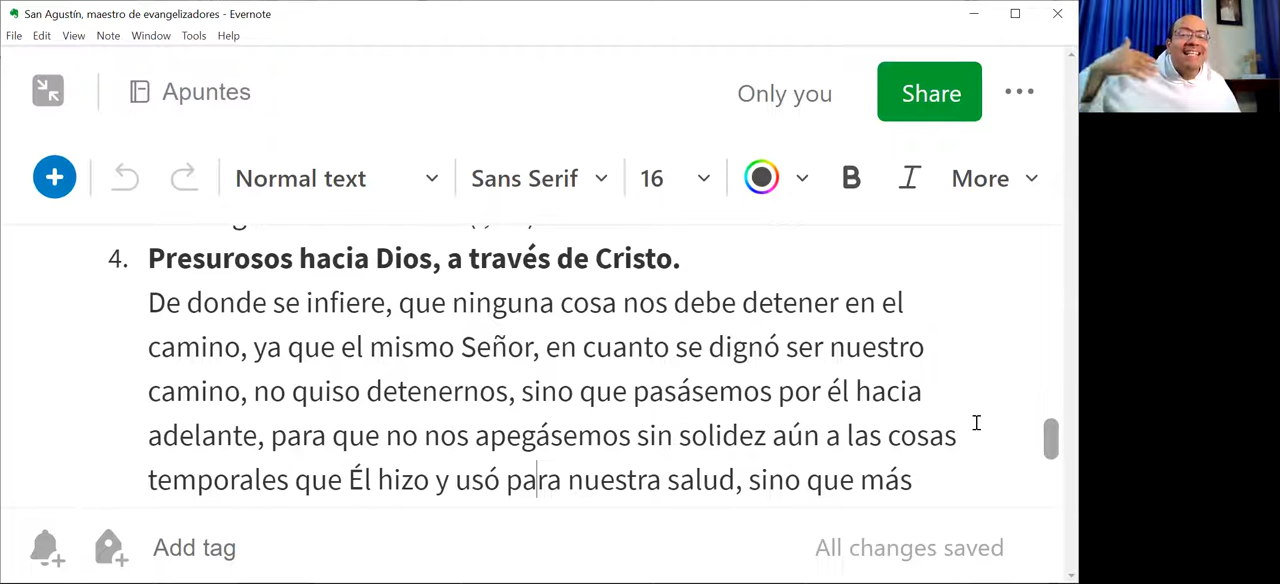 San Agustín, maestro de evangelizadores - Evernote
File Edit View Note Window Tools Help
Apuntes
Only you
Share
Normal text
Sans Serif
16
B
I
More
4. Presurosos hacia Dios, a través de Cristo.
De donde se infiere, que ninguna cosa nos debe detener en el
camino, ya que el mismo Señor, en cuanto se dignó ser nuestro
camino, no quiso detenernos, sino que pasásemos por él hacia
adelante, para que no nos apegásemos sin solidez aún a las cosas
temporales que Él hizo y usó para nuestra salud, sino que más
Add tag
All changes saved